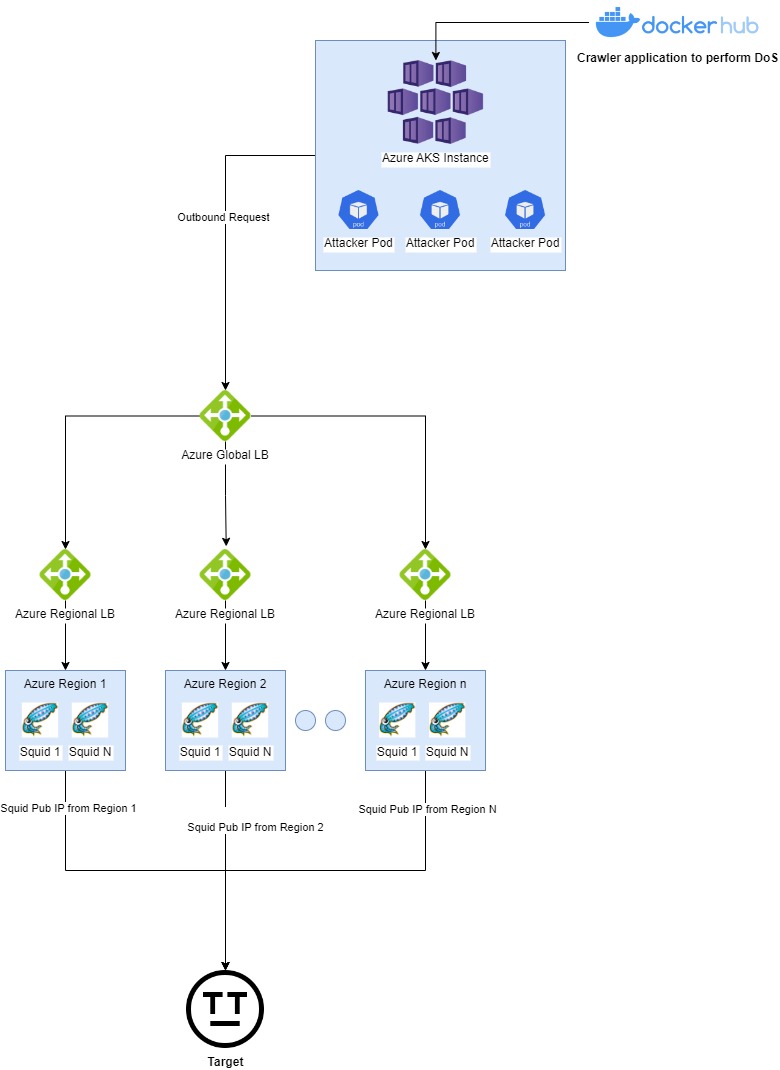 dockerhub
Crawler application to perform DoS
Azure AKS Instance
pod
pod
pod
Attacker Pod
Attacker Pod
Attacker Pod
Outbound Request
Azure Global LB
Azure Regional LB
Azure Regional LB
Azure Regional LB
Azure Region 1
Azure Region 2
Azure Region n
Squid 1
Squid N
Squid 1
Squid N
Squid 1
Squid N
Squid Pub IP from Region 1
Squid Pub IP from Region 2
Squid Pub IP from Region N
TT
Target